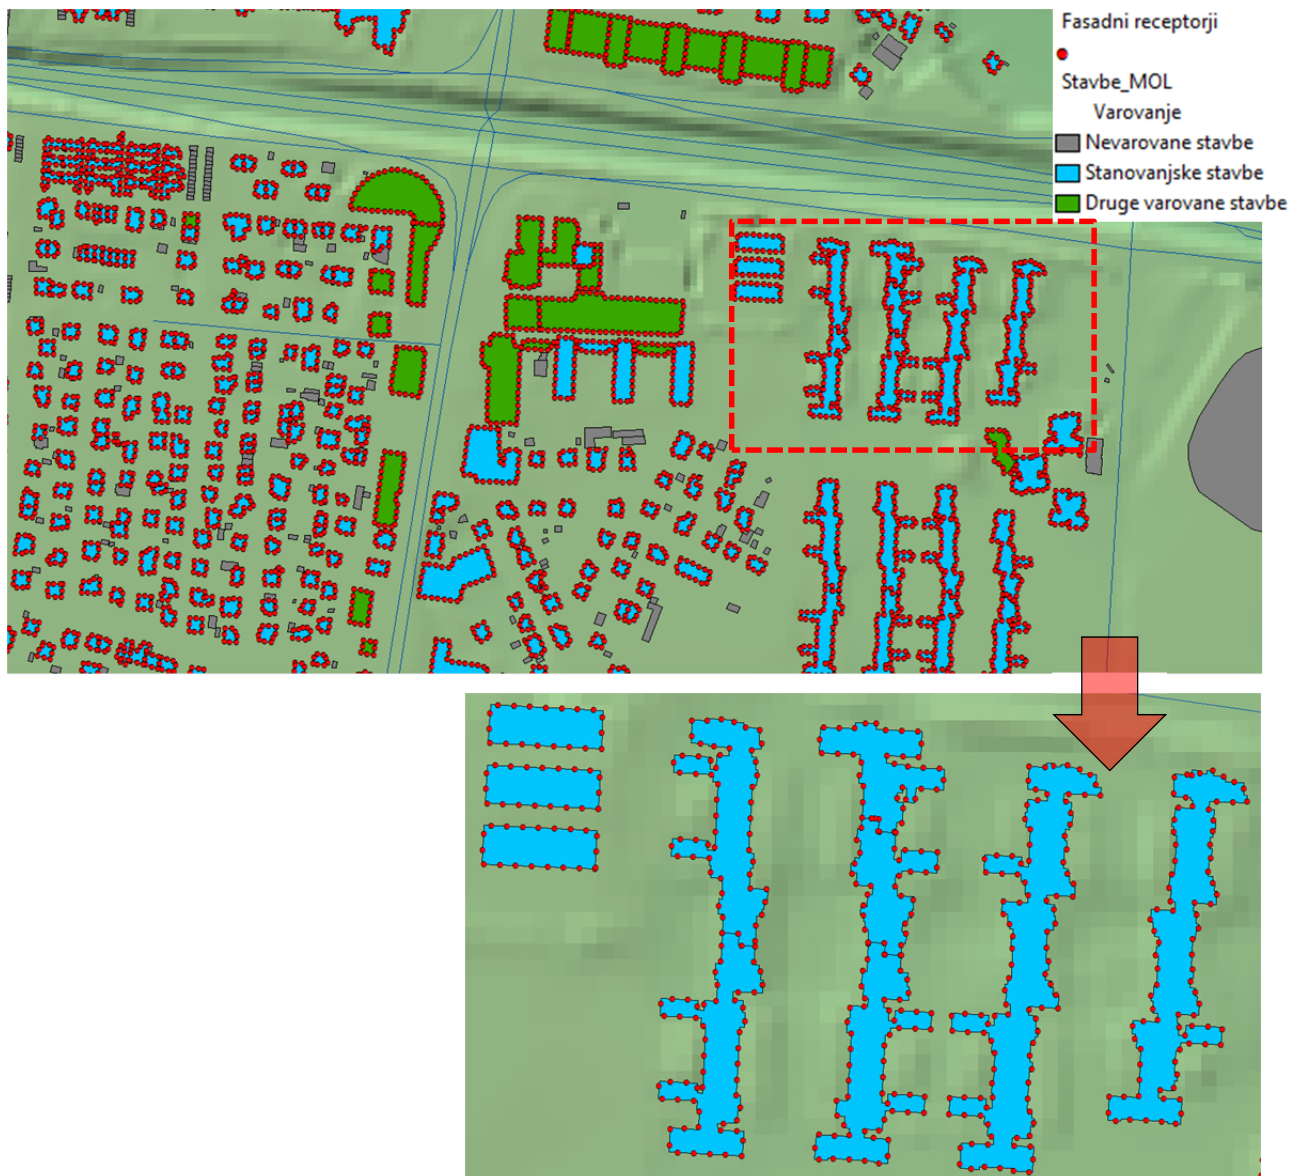 Fasadni receptorji
Stavbe_MOL
Varovanje
Nevarovane stavbe
Stanovanjske stavbe
Druge varovane stavbe